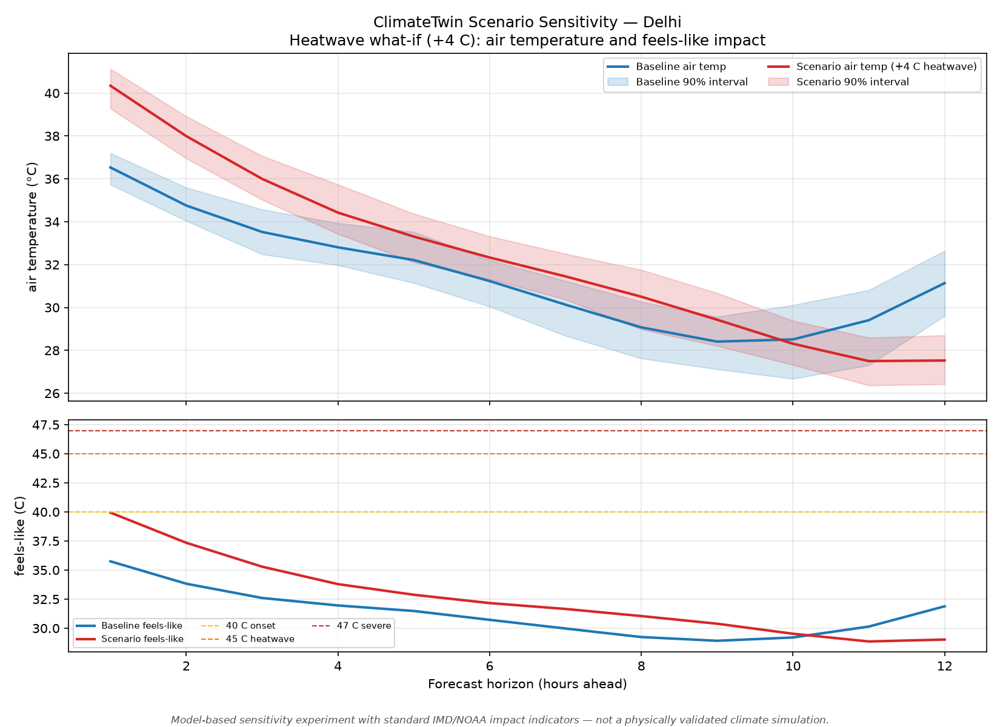 ClimateTwin Scenario Sensitivity — Delhi
Heatwave what-if (+4 C): air temperature and feels-like impact
Baseline air temp
Baseline 90% interval
Scenario air temp (+4 C heatwave)
Scenario 90% interval
air temperature (°C)
40
38
36
34
32
30
28
26
feels-like (C)
47.5
45.0
42.5
40.0
37.5
35.0
32.5
30.0
Baseline feels-like
Scenario feels-like
40 C onset
45 C heatwave
47 C severe
2 4 6 8 10 12
Forecast horizon (hours ahead)
Model-based sensitivity experiment with standard IMD/NOAA impact indicators — not a physically validated climate simulation.